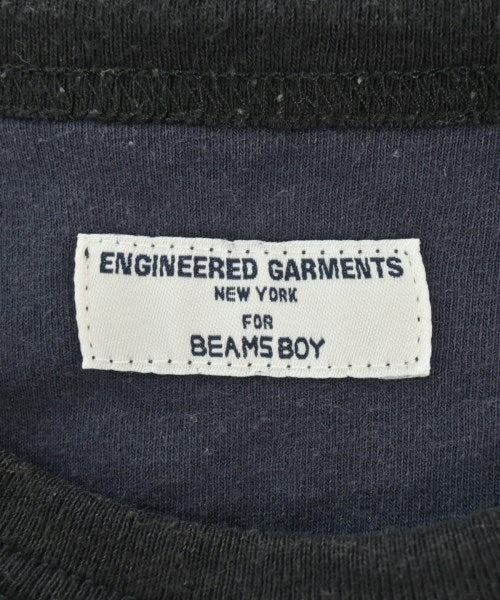 ENGINEERED GARMENTS
NEW YORK
FOR
BEAMS BOY